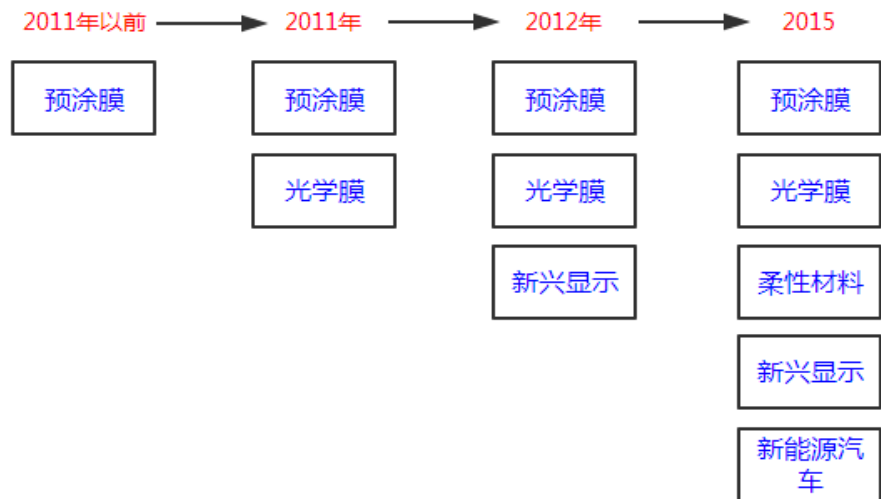 2011年以前
2011年
2012年
2015
预涂膜
预涂膜
预涂膜
预涂膜
光学膜
光学膜
光学膜
新兴显示
柔性材料
新兴显示
新能源汽
车